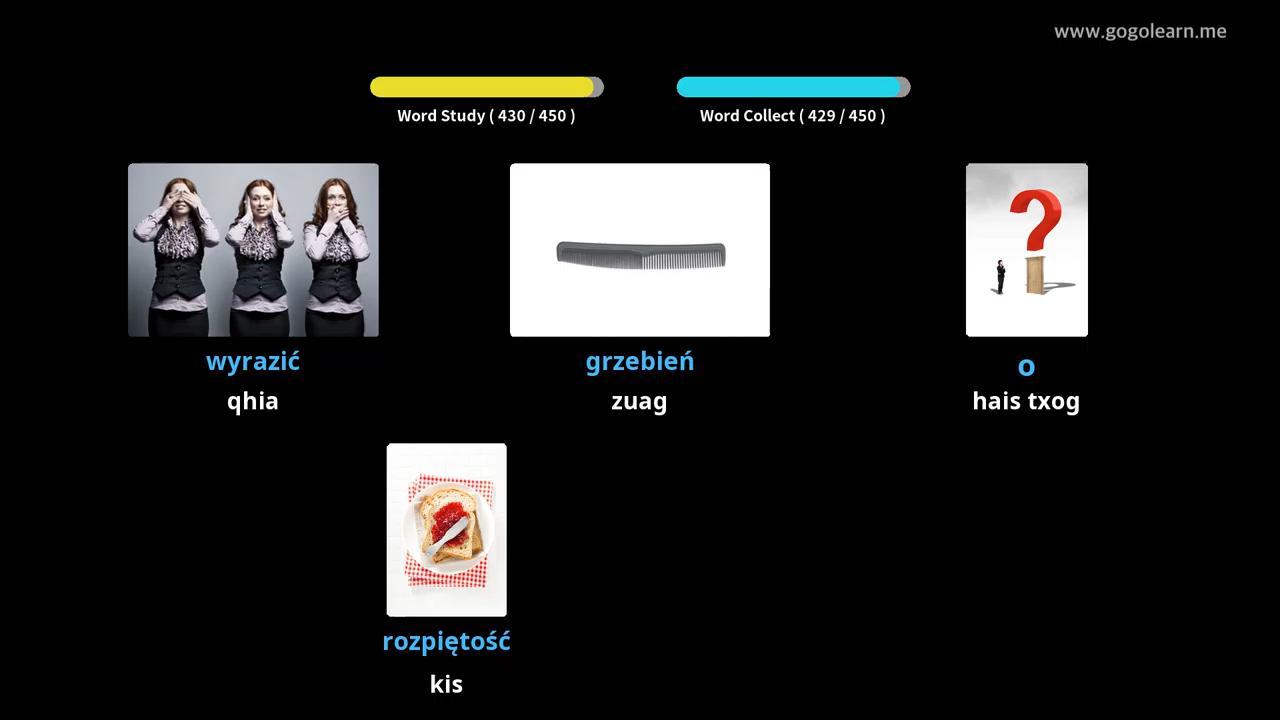 www.gogolearn.me
Word Study ( 430 / 450 )
Word Collect ( 429 / 450 )
wyrazić
grzebień
o
qhia
zuag
hais txog
rozpiętość
kis